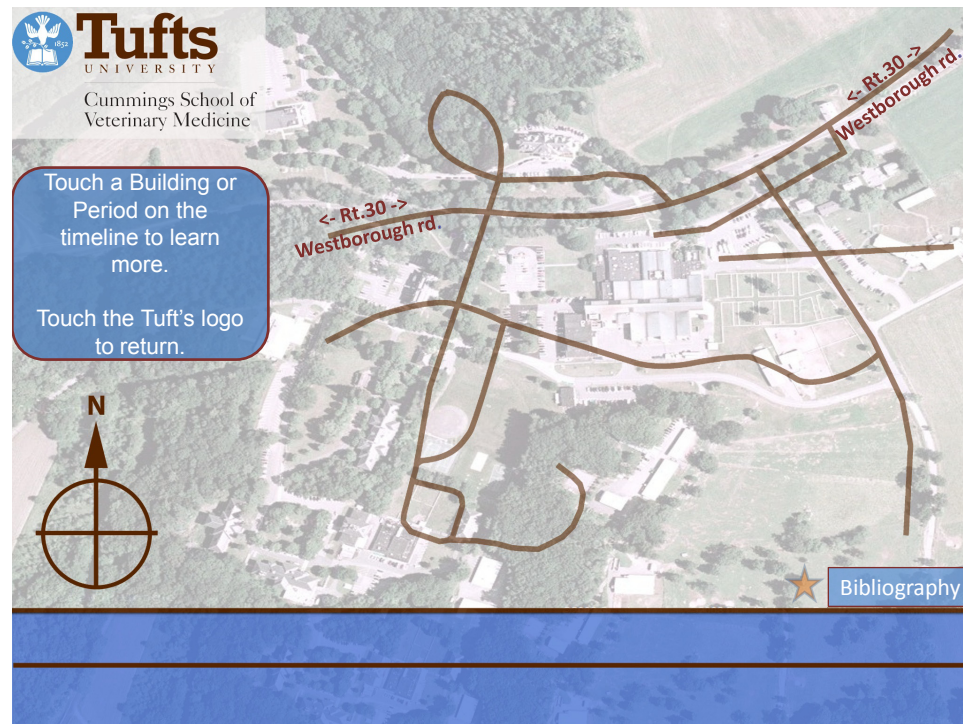 Tufts
1852
UNIVERSITY
Cummings School of
Veterinary Medicine
<- Rt.30 ->
Westborough rd.
Touch a Building or
Period on the
timeline to learn
more.
Touch the Tuft's logo
to return.
<- Rt.30 ->
Westborough rd.
N
Bibliography